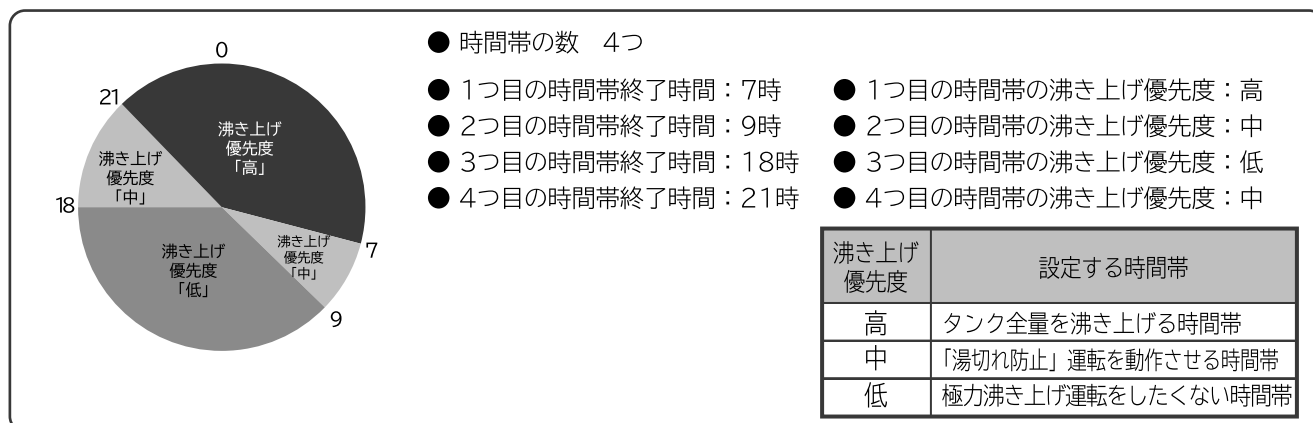 0
21
18
7
9
沸き上げ
優先度
「高」
沸き上げ
優先度
「中」
沸き上げ
優先度
「中」
沸き上げ
優先度
「低」
● 時間帯の数　4つ
● 1つ目の時間帯終了時間：7時
● 2つ目の時間帯終了時間：9時
● 3つ目の時間帯終了時間：18時
● 4つ目の時間帯終了時間：21時
● 1つ目の時間帯の沸き上げ優先度：高
● 2つ目の時間帯の沸き上げ優先度：中
● 3つ目の時間帯の沸き上げ優先度：低
● 4つ目の時間帯の沸き上げ優先度：中
沸き上げ
優先度
設定する時間帯
高
タンク全量を沸き上げる時間帯
中
「湯切れ防止」運転を動作させる時間帯
低
極力沸き上げ運転をしたくない時間帯